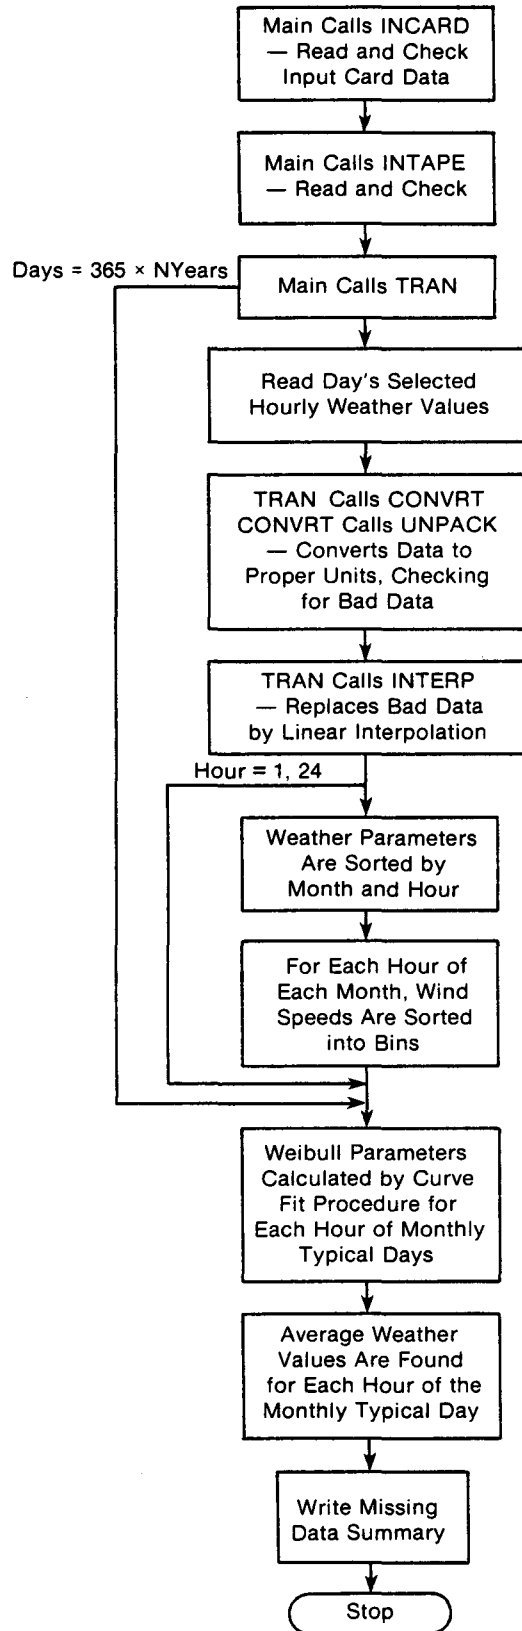 Main Calls INCARD
— Read and Check
Input Card Data
Main Calls INTAPE
— Read and Check
Days = 365 × NYears
Main Calls TRAN
Read Day's Selected
Hourly Weather Values
TRAN Calls CONVRT
CONVRT Calls UNPACK
— Converts Data to
Proper Units, Checking
for Bad Data
TRAN Calls INTERP
— Replaces Bad Data
by Linear Interpolation
Hour = 1, 24
Weather Parameters
Are Sorted by
Month and Hour
For Each Hour of
Each Month, Wind
Speeds Are Sorted
into Bins
Weibull Parameters
Calculated by Curve
Fit Procedure for
Each Hour of Monthly
Typical Days
Average Weather
Values Are Found
for Each Hour of the
Monthly Typical Day
Write Missing
Data Summary
Stop